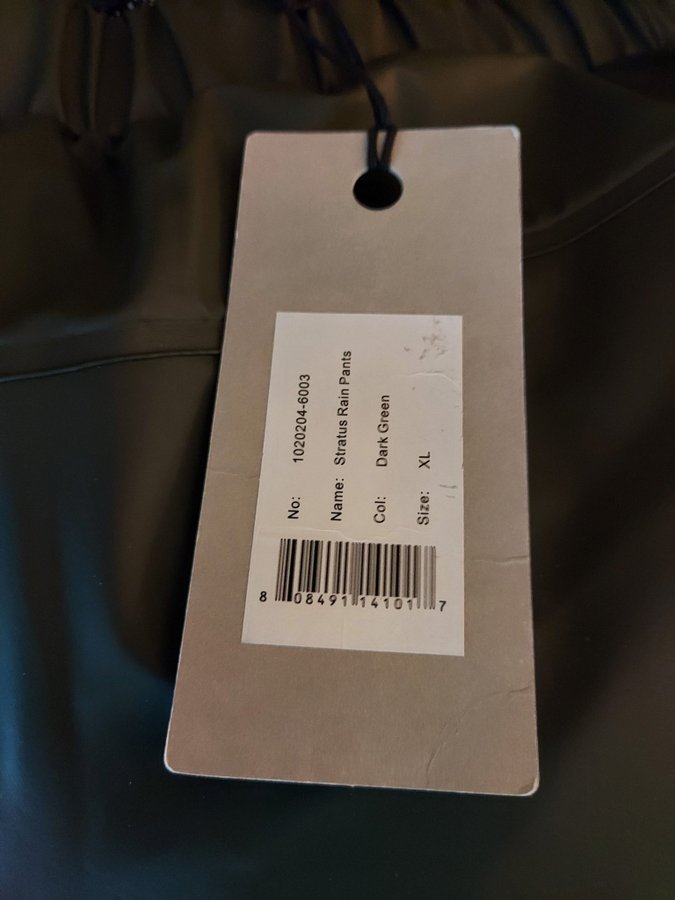 No: 1020204-6003
Name: Stratus Rain Pants
Col: Dark Green
Size: XL
8 08491 14101 7